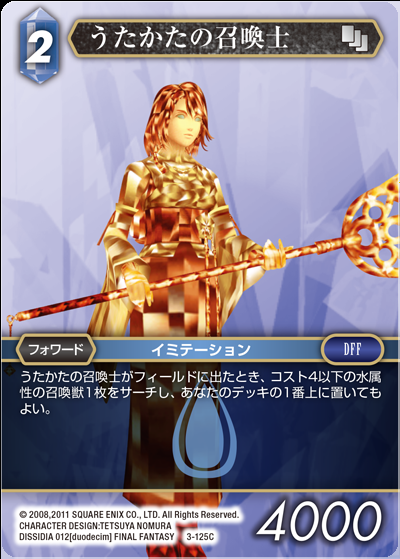 2
うたかたの召喚士
フォワード
イミテーション
DFF
うたかたの召喚士がフィールドに出たとき、コスト4以下の水属
性の召喚獣1枚をサーチし、あなたのデッキの1番上に置いても
よい。
© 2008,2011 SQUARE ENIX CO., LTD. All Rights Reserved.
CHARACTER DESIGN:TETSUYA NOMURA
DISSIDIA 012[duodecim] FINAL FANTASY 3-125C
4000